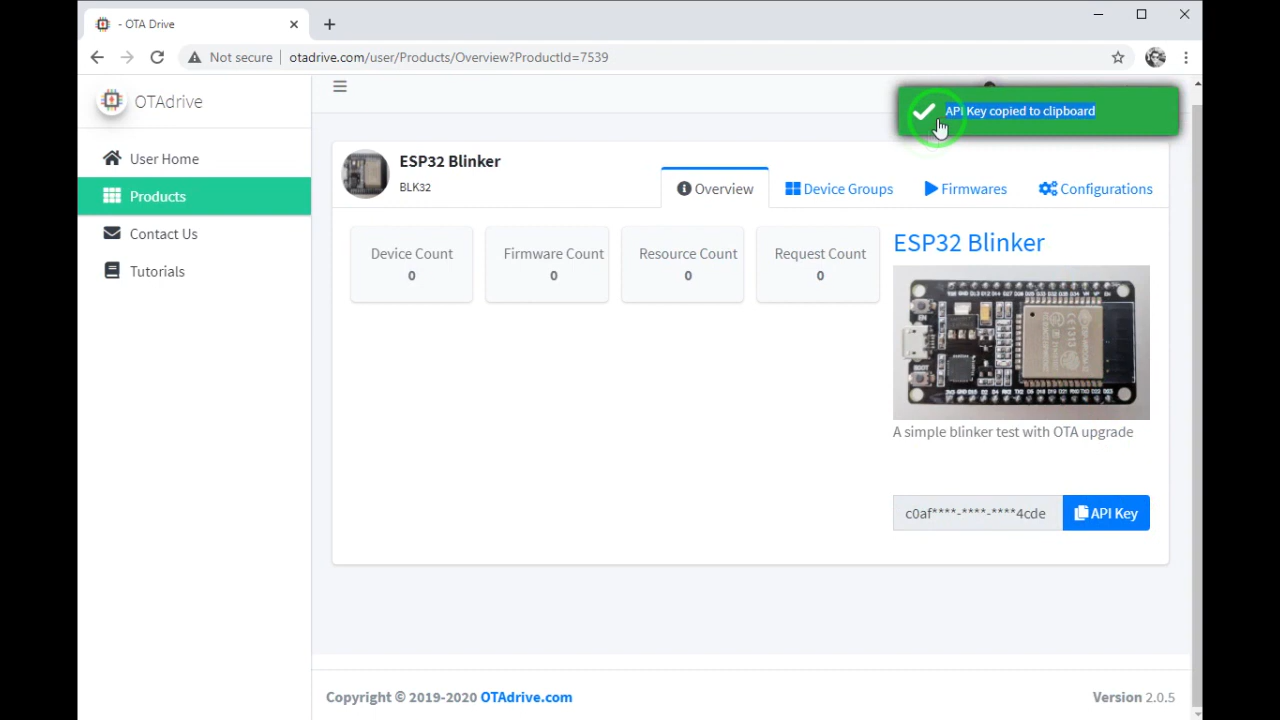 - OTA Drive
Not secure
otadrive.com/user/Products/Overview?ProductId=7539
OTAdrive
API Key copied to clipboard
User Home
Products
Contact Us
Tutorials
ESP32 Blinker
BLK32
Overview
Device Groups
Firmwares
Configurations
Device Count
0
Firmware Count
0
Resource Count
0
Request Count
0
ESP32 Blinker
EN
BOOT
A simple blinker test with OTA upgrade
c0af****-****-****4cde
API Key
Copyright © 2019-2020 OTAdrive.com
Version 2.0.5